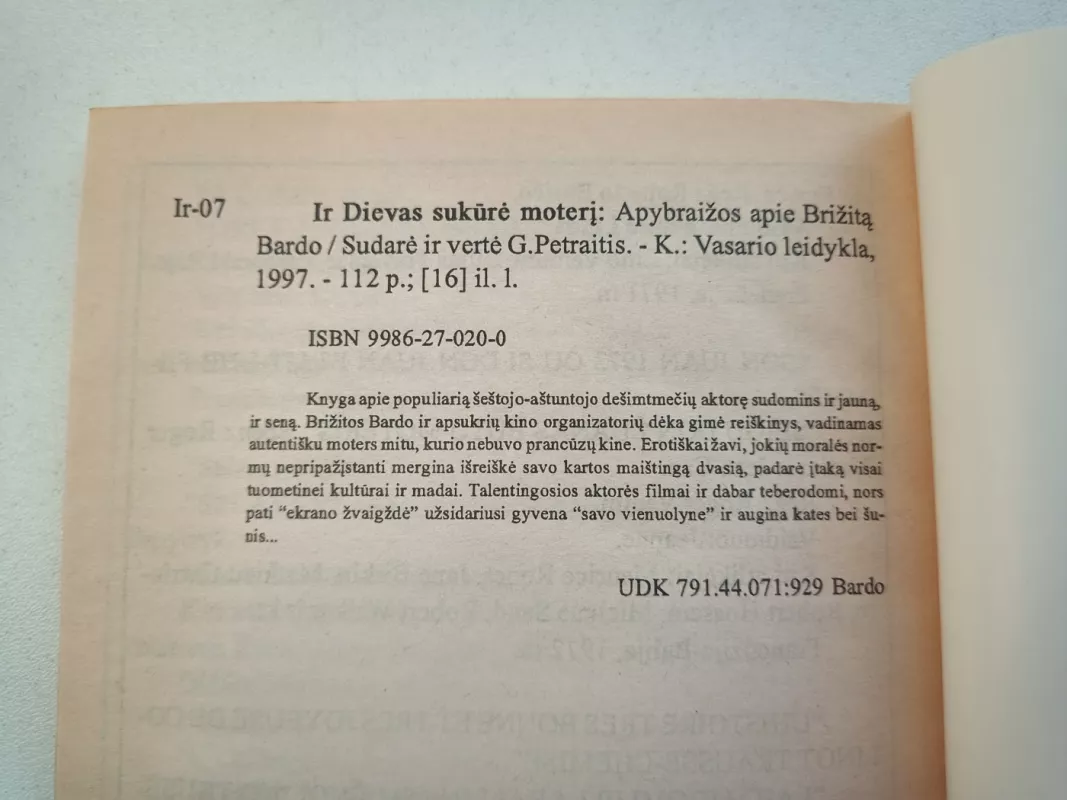 Ir-07
Ir Dievas sukūrė moterį: Apybraižos apie Brižitą
Bardo / Sudarė ir vertė G.Petraitis. - K.: Vasario leidykla,
1997. - 112 p.; [16] il. l.
ISBN 9986-27-020-0
Knyga apie populiarią šeštojo-aštuntojo dešimtmečių aktorę sudomins ir jauną,
ir seną. Brižitos Bardo ir apsukrių kino organizatorių dėka gimė reiškinys, vadinamas
autentišku moters mitu, kurio nebuvo prancūzų kine. Erotiškai žavi, jokių moralės nor-
mų nepripažįstanti mergina išreiškė savo kartos maištingą dvasią, padarė įtaką visai
tuometinei kultūrai ir madai. Talentingosios aktorės filmai ir dabar teberodomi, nors
pati “ekrano žvaigždė” užsidariusi gyvena “savo vienuolyne” ir augina kates bei šu-
nis...
UDK 791.44.071:929 Bardo